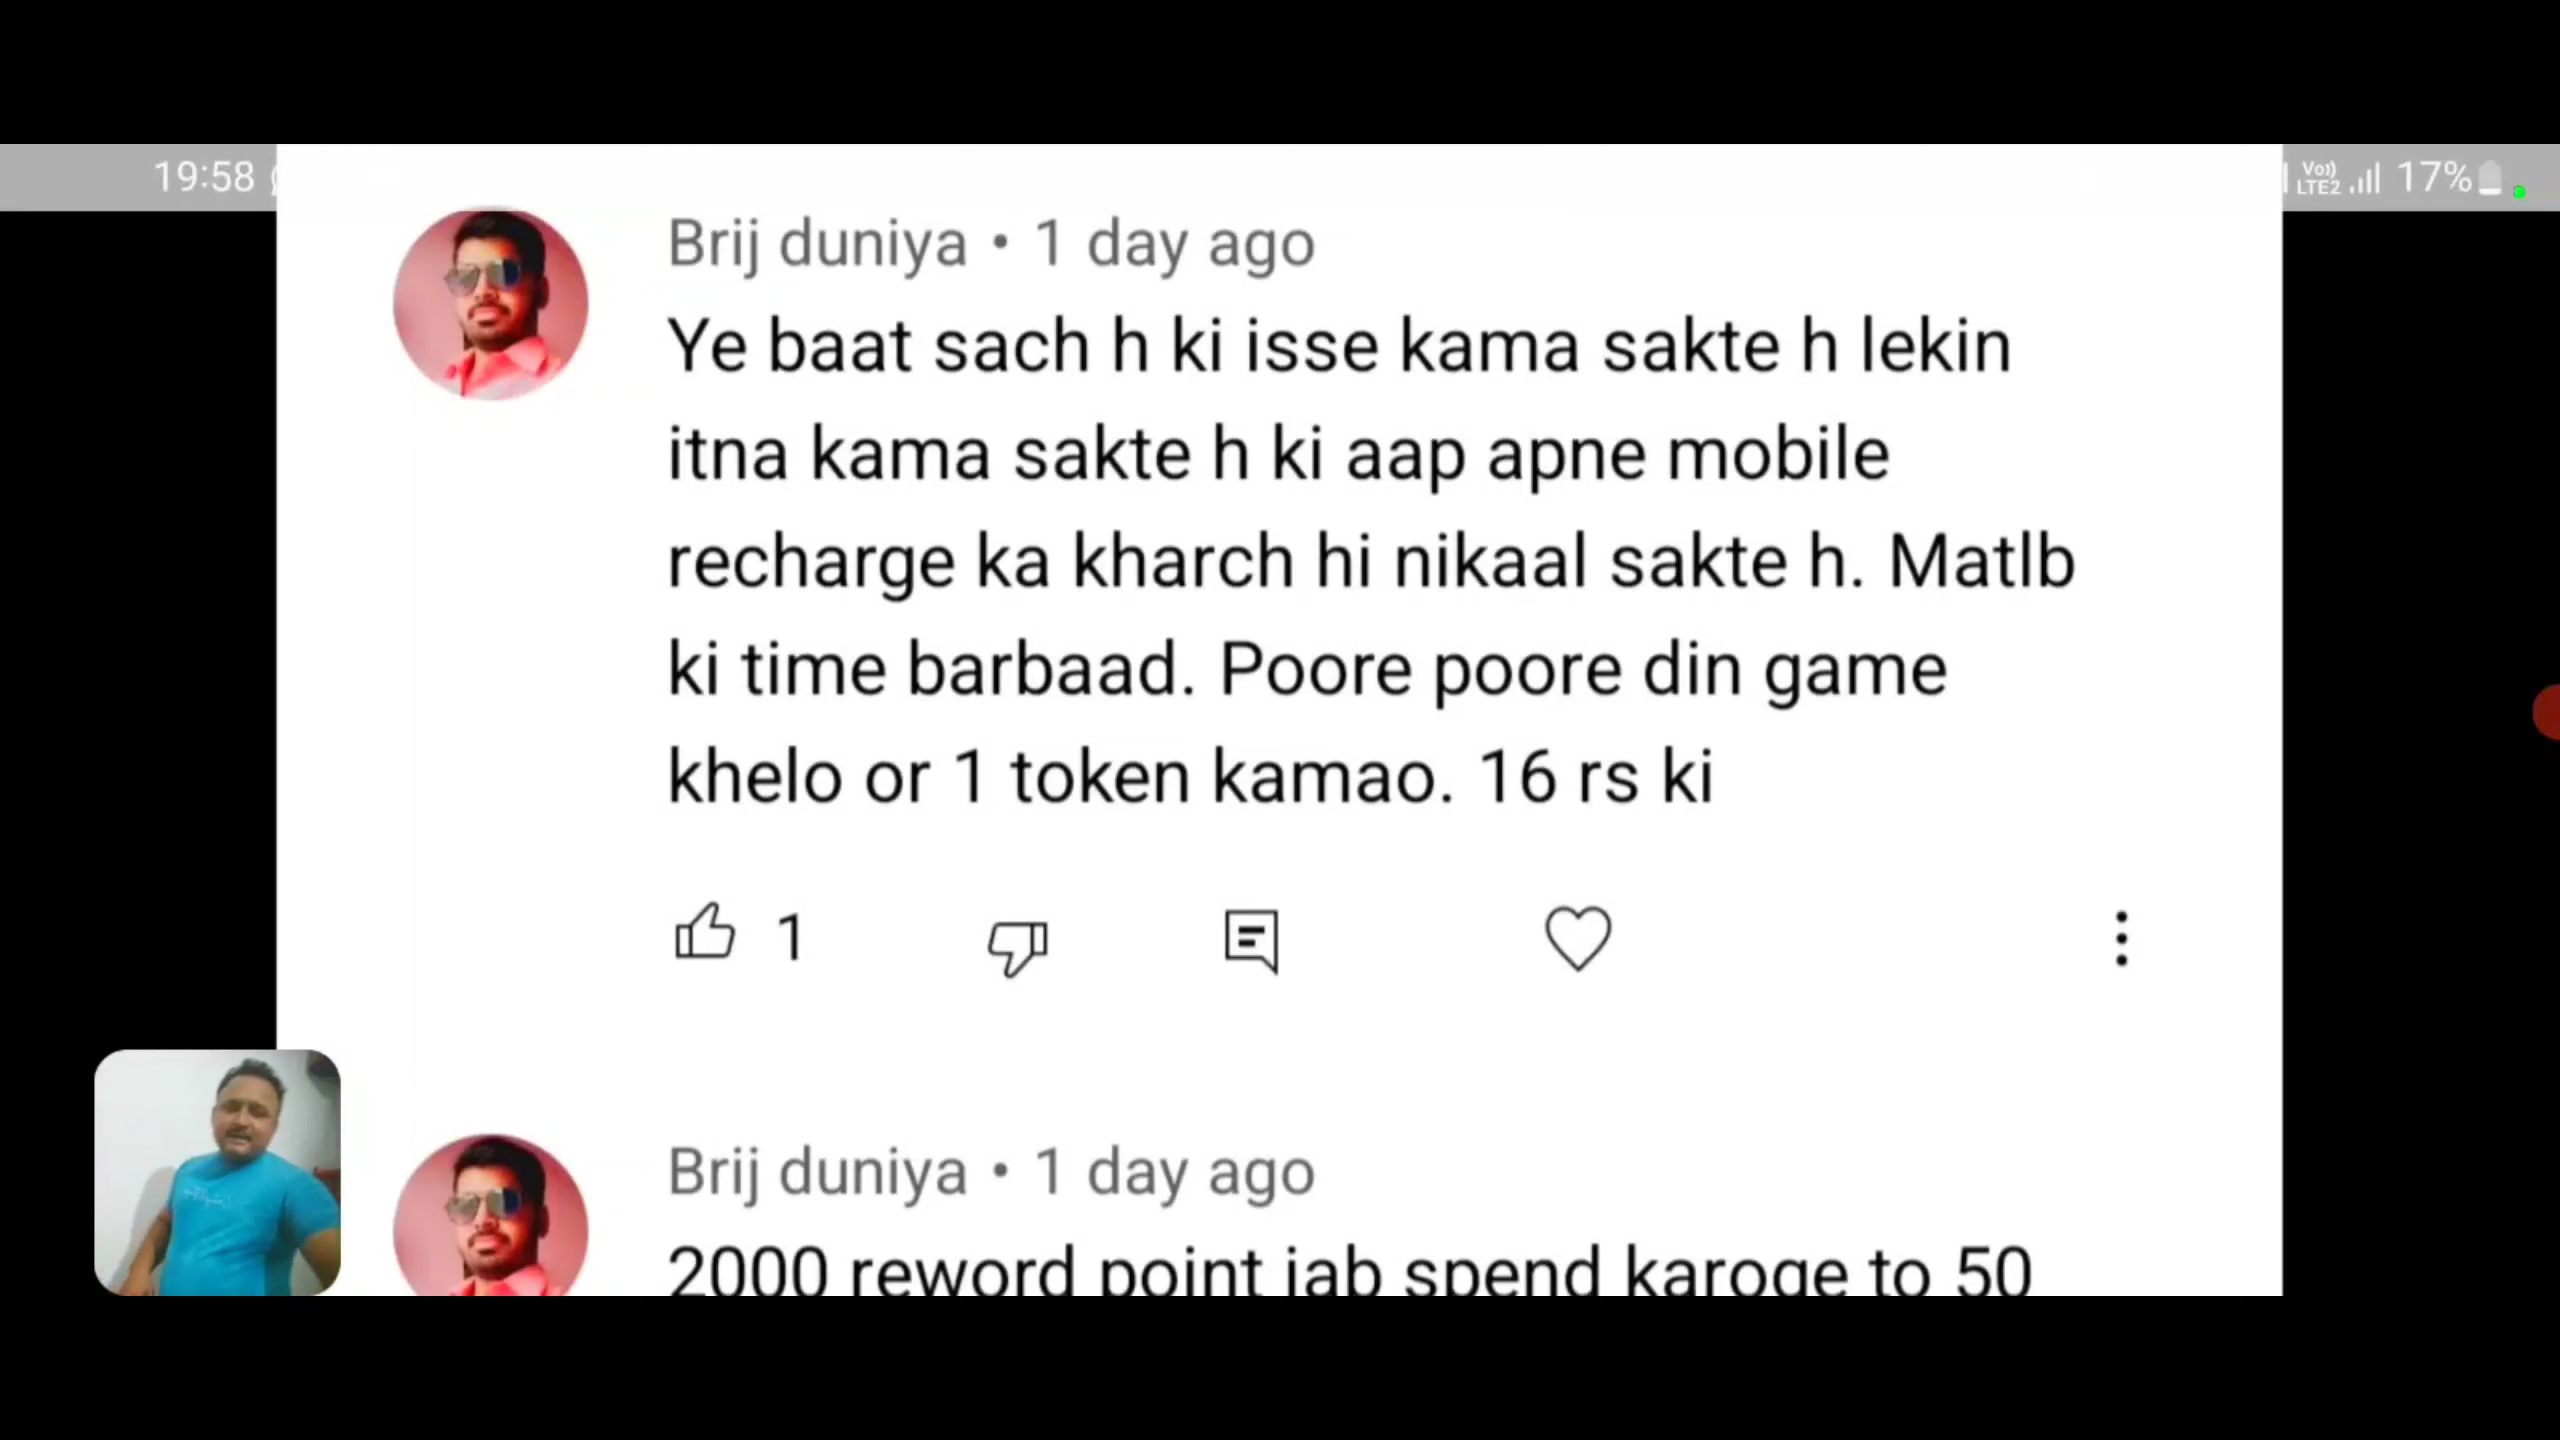 19:58
Vo))
LTE2
17%
Brij duniya • 1 day ago
Ye baat sach h ki isse kama sakte h lekin
itna kama sakte h ki aap apne mobile
recharge ka kharch hi nikaal sakte h. Matlb
ki time barbaad. Poore poore din game
khelo or 1 token kamao. 16 rs ki
1
Brij duniya • 1 day ago
2000 reword point jab spend karoge to 50